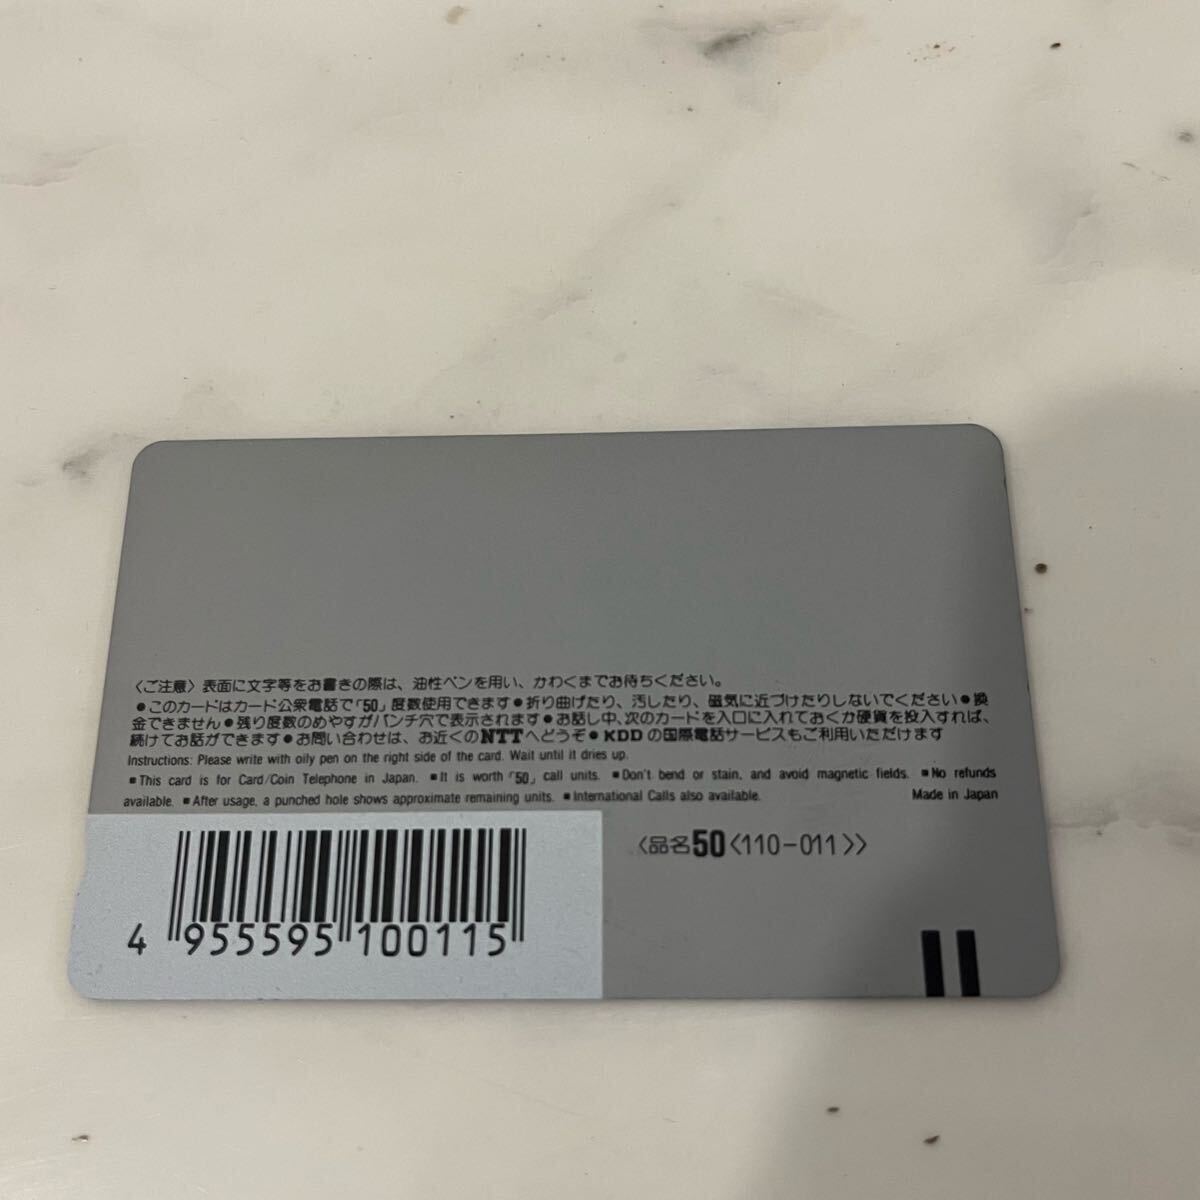 〈ご注意〉表面に文字等をお書きの際は、油性ペンを用い、かわくまでお待ちください。
●このカードはカード公衆電話で「50」度数使用できます●折り曲げたり、汚したり、磁気に近づけたりしないでください●換
金できません●残り度数のめやすがパンチ穴で表示されます●お話し中、次のカードを入口に入れておくか硬貨を投入すれば、
続けてお話ができます●お問い合わせは、お近くのNTTへどうぞ●KDDの国際電話サービスもご利用いただけます
Instructions: Please write with oily pen on the right side of the card. Wait until it dries up.
■This card is for Card/Coin Telephone in Japan. ■It is worth「50」call units. ■Don't bend or stain, and avoid magnetic fields. ■No refunds
available. ■After usage, a punched hole shows approximate remaining units. ■International Calls also available. Made in Japan
〈品名50〈110-011〉〉
4 955595 100115